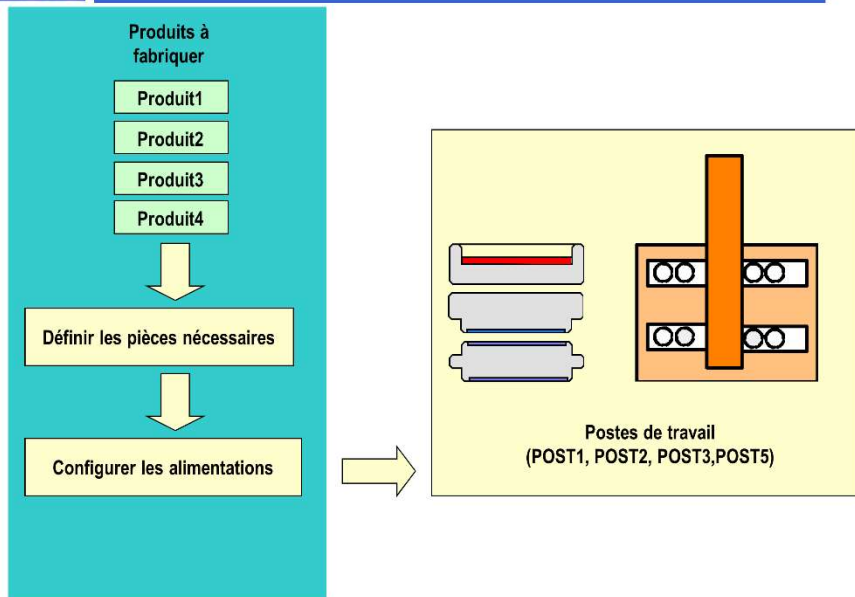 Produits à
fabriquer
Produit1
Produit2
Produit3
Produit4
Définir les pièces nécessaires
Configurer les alimentations
Postes de travail
(POST1, POST2, POST3,POST5)